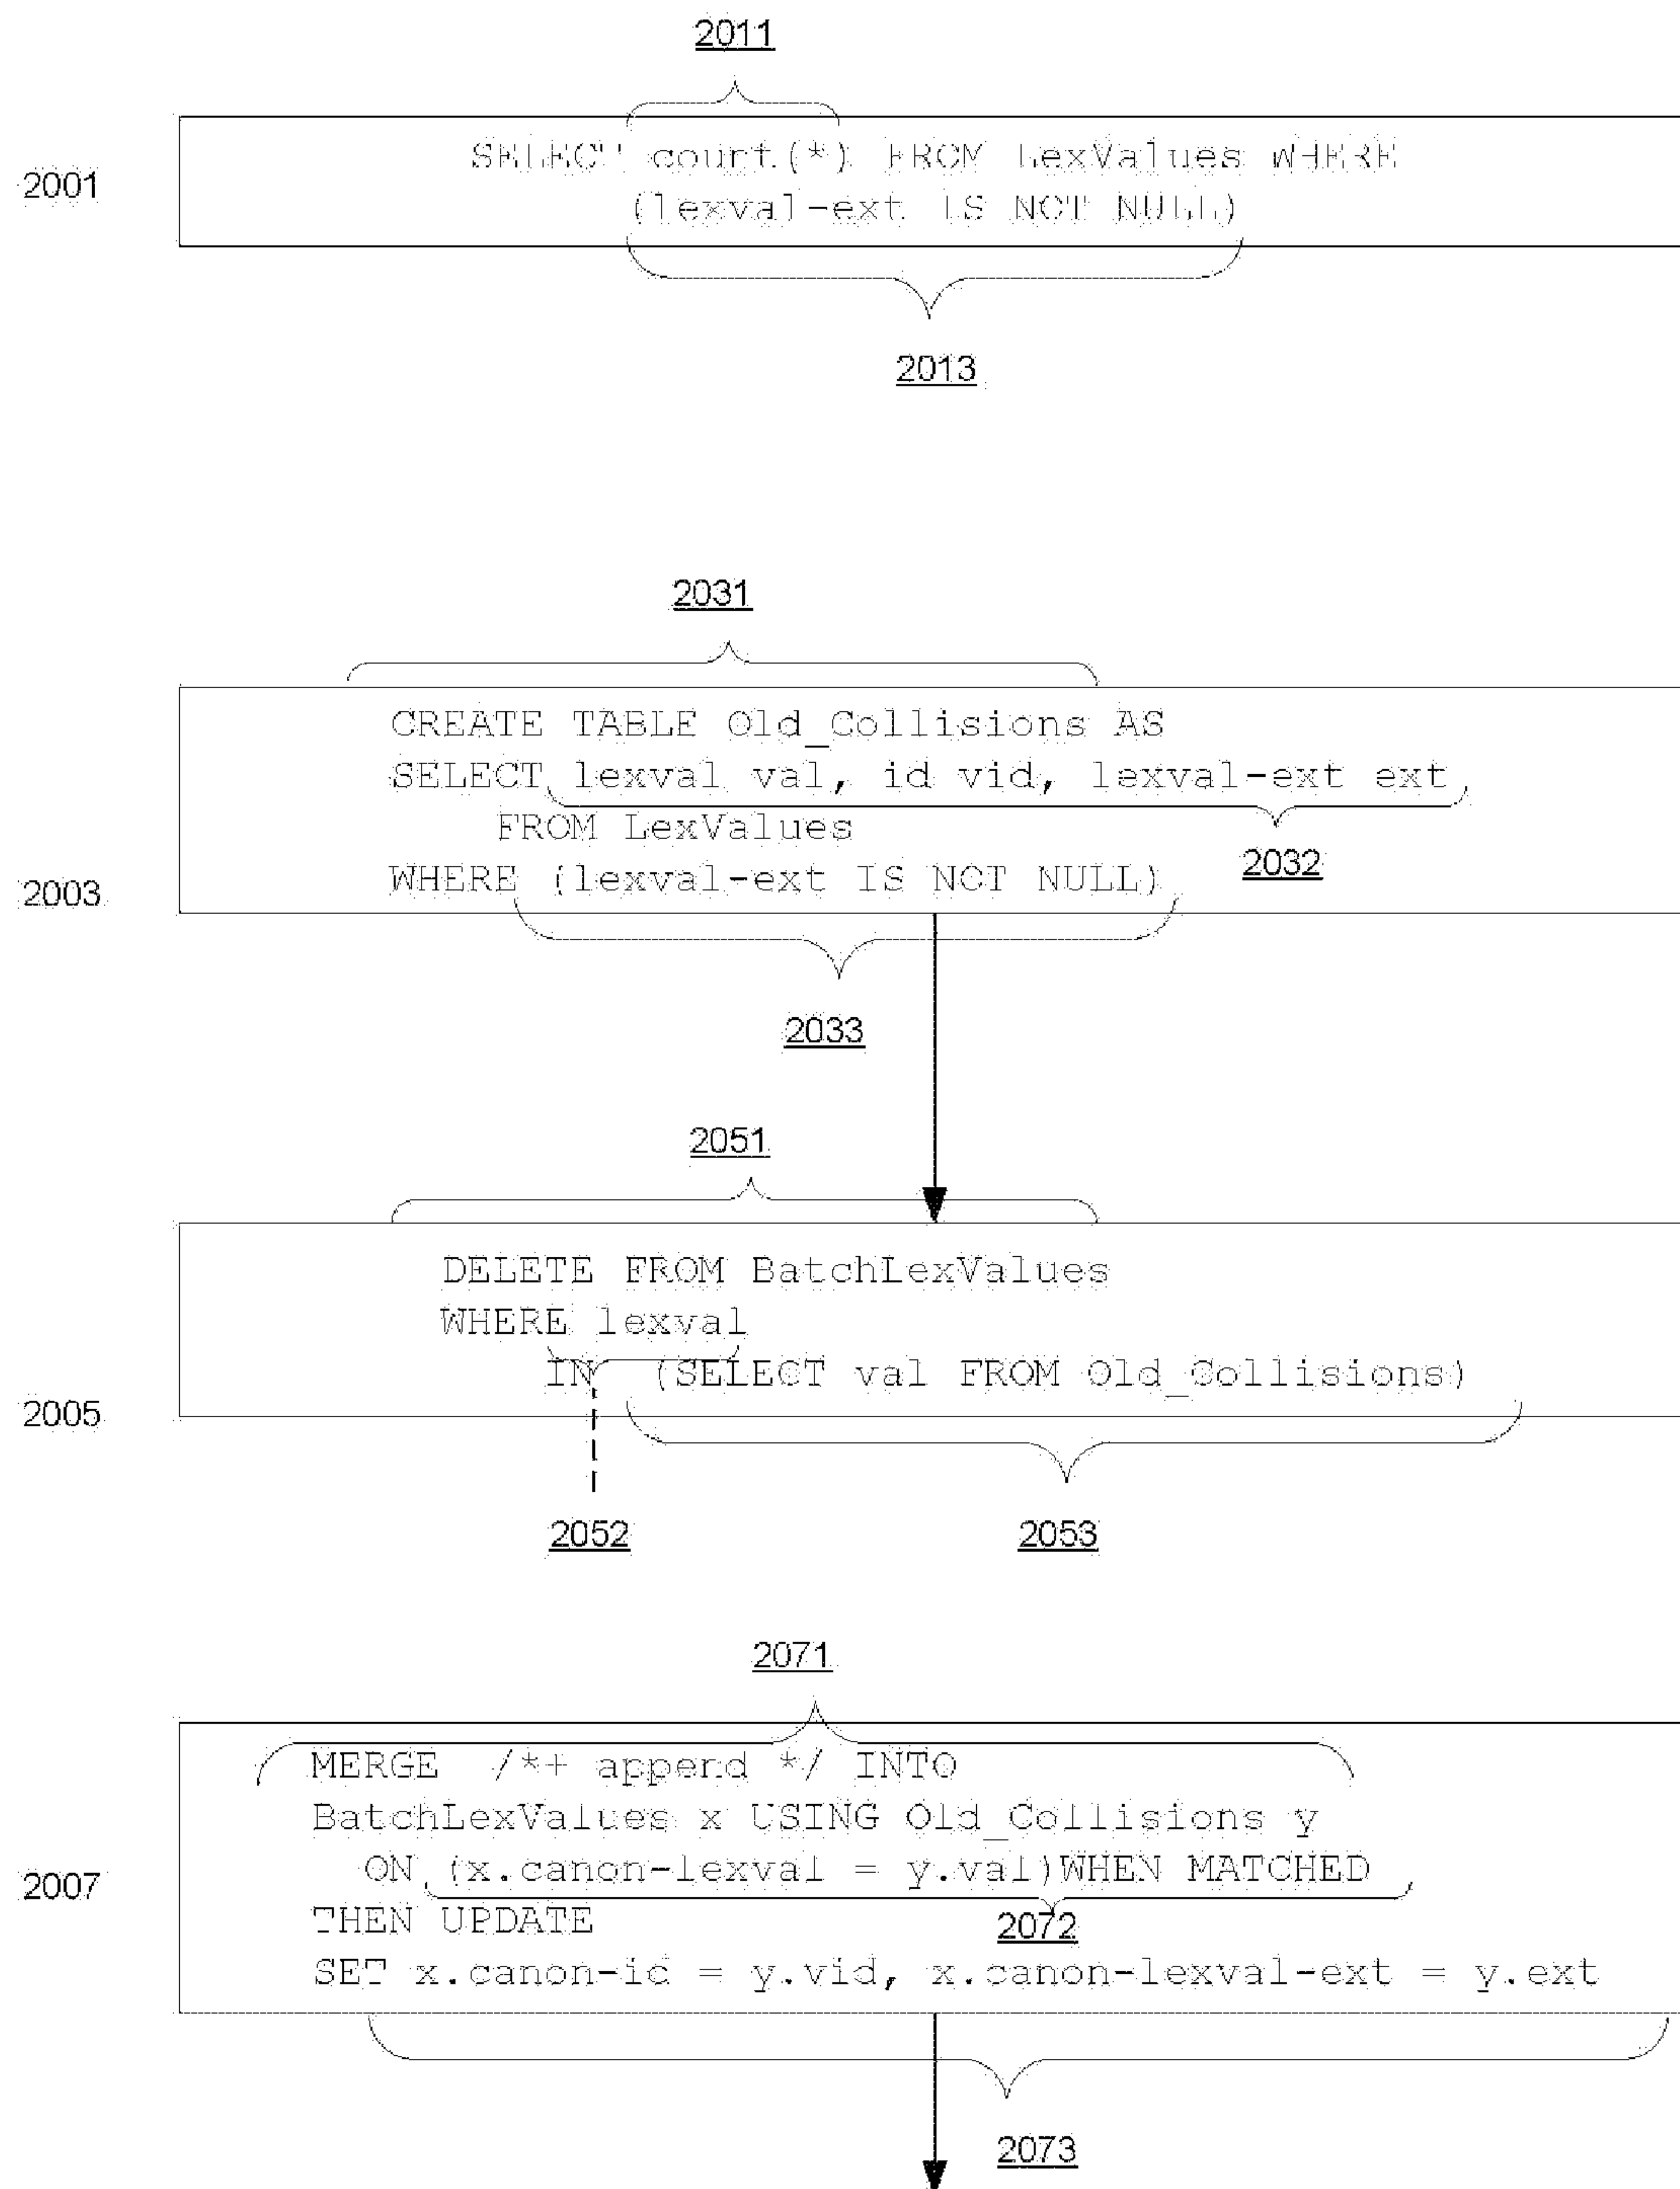 2011
2001
SELECT count(*) FROM LexValues WHERE
(lexval-ext IS NOT NULL)
2013
2031
CREATE TABLE Old_Collisions AS
SELECT lexval val, id vid, lexval-ext ext
FROM LexValues
2032
WHERE (lexval-ext IS NOT NULL)
2003
2033
2051
DELETE FROM BatchLexValues
WHERE lexval
IN (SELECT val FROM Old_Collisions)
2005
2052
2053
2071
MERGE /*+ append */ INTO
BatchLexValues x USING Old_Collisions y
ON (x.canon-lexval = y.val)WHEN MATCHED
2007
THEN UPDATE
2072
SET x.canon-id = y.vid, x.canon-lexval-ext = y.ext
2073